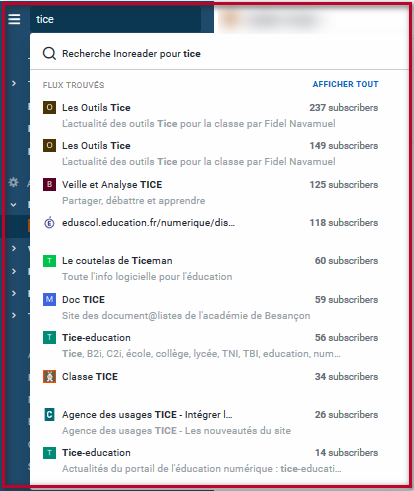 tice
Recherche Inoreader pour tice
FLUX TROUVÉS AFFICHER TOUT
O Les Outils Tice 237 subscribers
L'actualité des outils Tice pour la classe par Fidel Navamuel
O Les Outils Tice 149 subscribers
L'actualité des outils Tice pour la classe par Fidel Navamuel
B Veille et Analyse TICE 125 subscribers
Partager, débattre et apprendre
eduscol.education.fr/numerique/dis… 118 subscribers
T Le coutelas de Ticeman 60 subscribers
Toute l'info logicielle pour l'éducation
M Doc TICE 59 subscribers
Site des document@listes de l'académie de Besançon
T Tice-education 56 subscribers
Tice, B2i, C2i, école, collège, lycée, TNI, TBI, education, num…
Classe TICE 34 subscribers
C Agence des usages TICE - Intégrer l… 26 subscribers
Agence des usages TICE - Les nouveautés du site
T Tice-education 14 subscribers
Actualités du portail de l'éducation numérique : tice-educati…